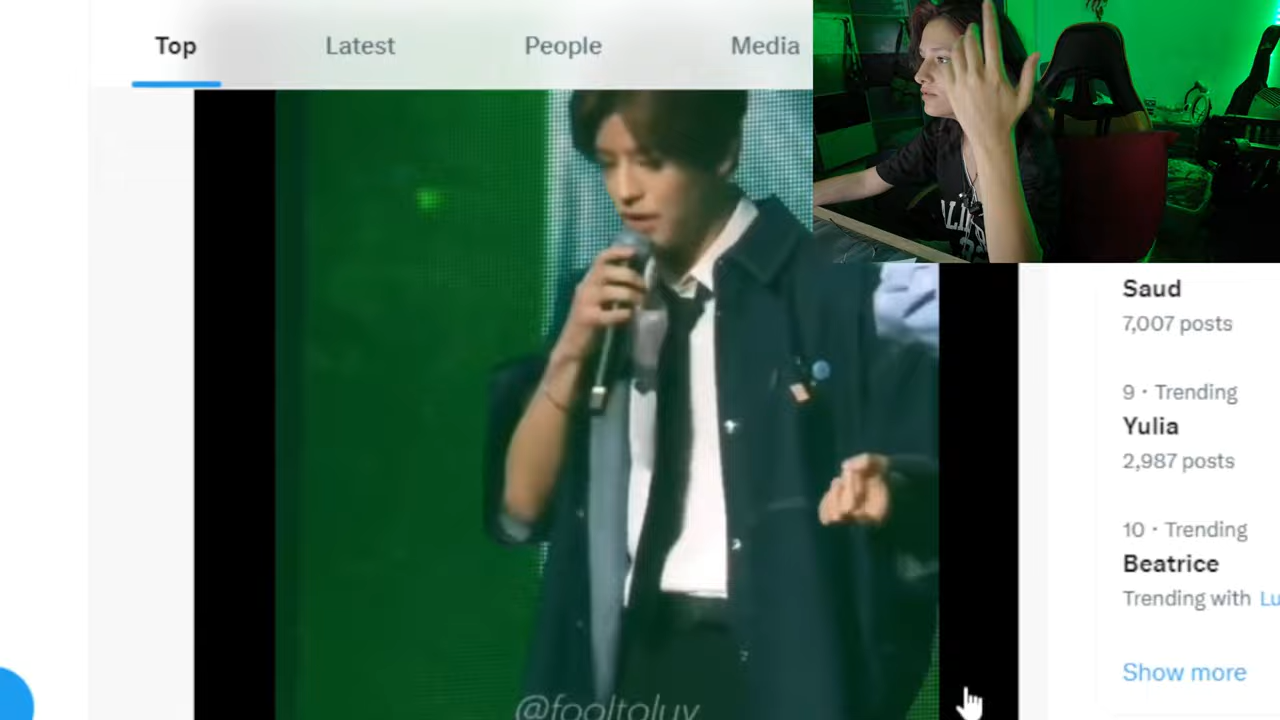 Top
Latest
People
Media
Saud
7,007 posts
9 · Trending
Yulia
2,987 posts
10 · Trending
Beatrice
Trending with
Show more
@fooltoluv